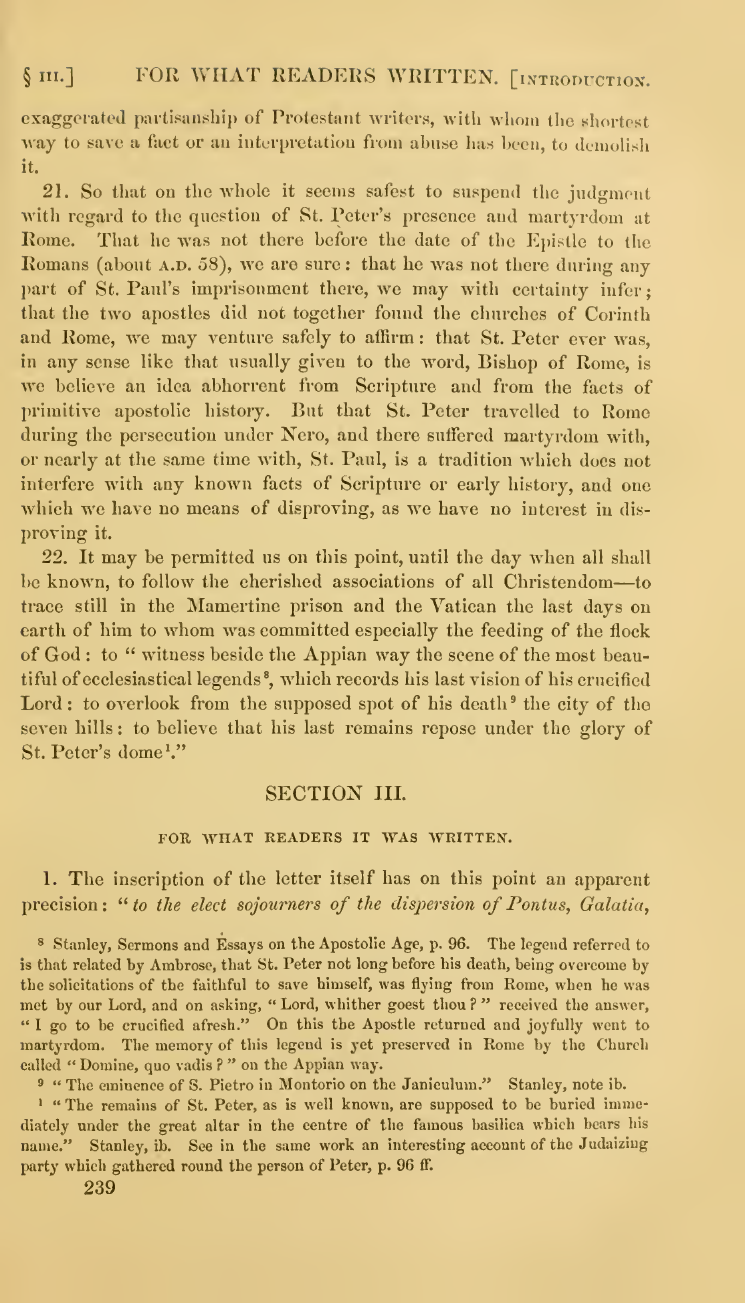 § III.] FOR WHAT READERS WRITTEN. [INTRODUCTION.
exaggerated partisanship of Protestant writers, with whom the shortest
way to save a fact or an interpretation from abuse has been, to demolish
it.
21. So that on the whole it seems safest to suspend the judgment
with regard to the question of St. Peter's presence and martyrdom at
Rome. That he was not there before the date of the Epistle to the
Romans (about A.D. 58), we are sure: that he was not there during any
part of St. Paul's imprisonment there, we may with certainty infer;
that the two apostles did not together found the churches of Corinth
and Rome, we may venture safely to affirm: that St. Peter ever was,
in any sense like that usually given to the word, Bishop of Rome, is
we believe an idea abhorrent from Scripture and from the facts of
primitive apostolic history. But that St. Peter travelled to Rome
during the persecution under Nero, and there suffered martyrdom with,
or nearly at the same time with, St. Paul, is a tradition which does not
interfere with any known facts of Scripture or early history, and one
which we have no means of disproving, as we have no interest in dis-
proving it.
22. It may be permitted us on this point, until the day when all shall
be known, to follow the cherished associations of all Christendom—to
trace still in the Mamertine prison and the Vatican the last days on
earth of him to whom was committed especially the feeding of the flock
of God: to “ witness beside the Appian way the scene of the most beau-
tiful of ecclesiastical legends⁸, which records his last vision of his crucified
Lord: to overlook from the supposed spot of his death⁹ the city of the
seven hills: to believe that his last remains repose under the glory of
St. Peter's dome¹.”
SECTION III.
FOR WHAT READERS IT WAS WRITTEN.
1. The inscription of the letter itself has on this point an apparent
precision: “to the elect sojourners of the dispersion of Pontus, Galatia,
⁸ Stanley, Sermons and Essays on the Apostolic Age, p. 96. The legend referred to
is that related by Ambrose, that St. Peter not long before his death, being overcome by
the solicitations of the faithful to save himself, was flying from Rome, when he was
met by our Lord, and on asking, “ Lord, whither goest thou ? ” received the answer,
“ I go to be crucified afresh.” On this the Apostle returned and joyfully went to
martyrdom. The memory of this legend is yet preserved in Rome by the Church
called “ Domine, quo vadis ? ” on the Appian way.
⁹ “ The eminence of S. Pietro in Montorio on the Janiculum.” Stanley, note ib.
¹ “ The remains of St. Peter, as is well known, are supposed to be buried imme-
diately under the great altar in the centre of the famous basilica which bears his
name.” Stanley, ib. See in the same work an interesting account of the Judaizing
party which gathered round the person of Peter, p. 96 ff.
239